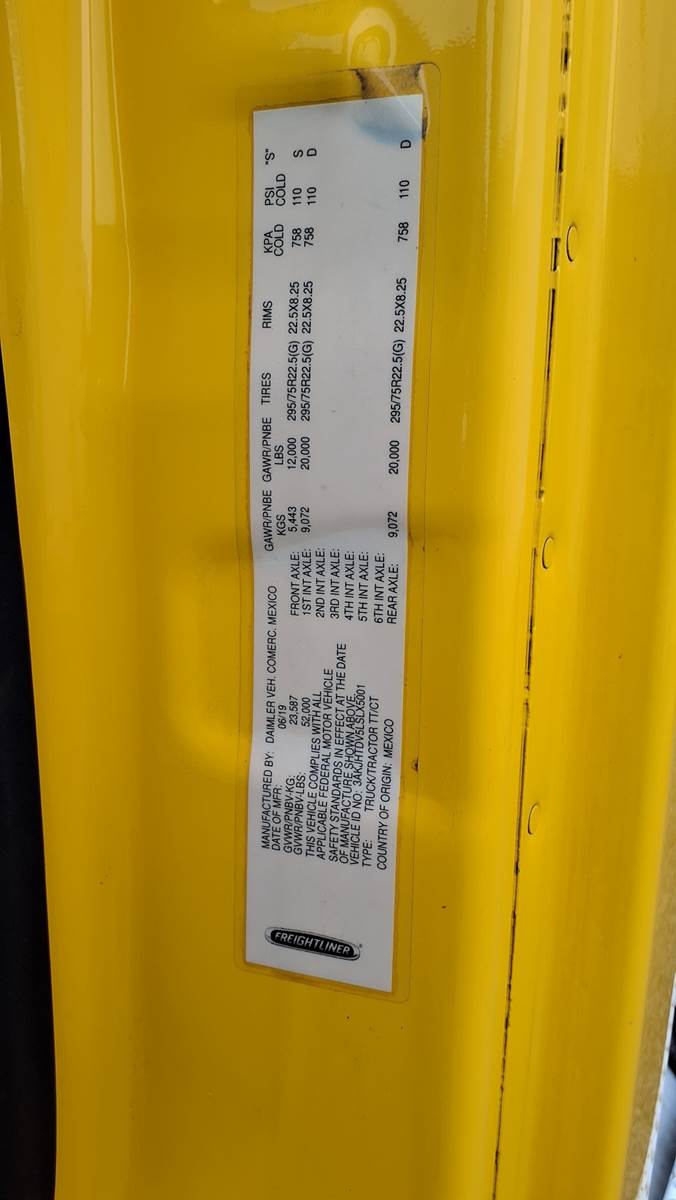 FREIGHTLINER
MANUFACTURED BY: DAIMLER VEH. COMERC. MEXICO
DATE OF MFR: 06/19
GVWR/PNBV-KG: 23,587
GVWR/PNBV-LBS: 52,000
THIS VEHICLE COMPLIES WITH ALL
APPLICABLE FEDERAL MOTOR VEHICLE
SAFETY STANDARDS IN EFFECT AT THE DATE
OF MANUFACTURE SHOWN ABOVE.
VEHICLE ID NO: 3AKJHTDV5LSLX5001
TYPE: TRUCK/TRACTOR TT/CT
COUNTRY OF ORIGIN: MEXICO
GAWR/PNBE KGS GAWR/PNBE LBS TIRES RIMS KPA COLD PSI COLD "S"
FRONT AXLE: 5,443 12,000 295/75R22.5(G) 22.5X8.25 758 110 S
1ST INT AXLE: 9,072 20,000 295/75R22.5(G) 22.5X8.25 758 110 D
2ND INT AXLE:
3RD INT AXLE:
4TH INT AXLE:
5TH INT AXLE:
6TH INT AXLE:
REAR AXLE: 9,072 20,000 295/75R22.5(G) 22.5X8.25 758 110 D